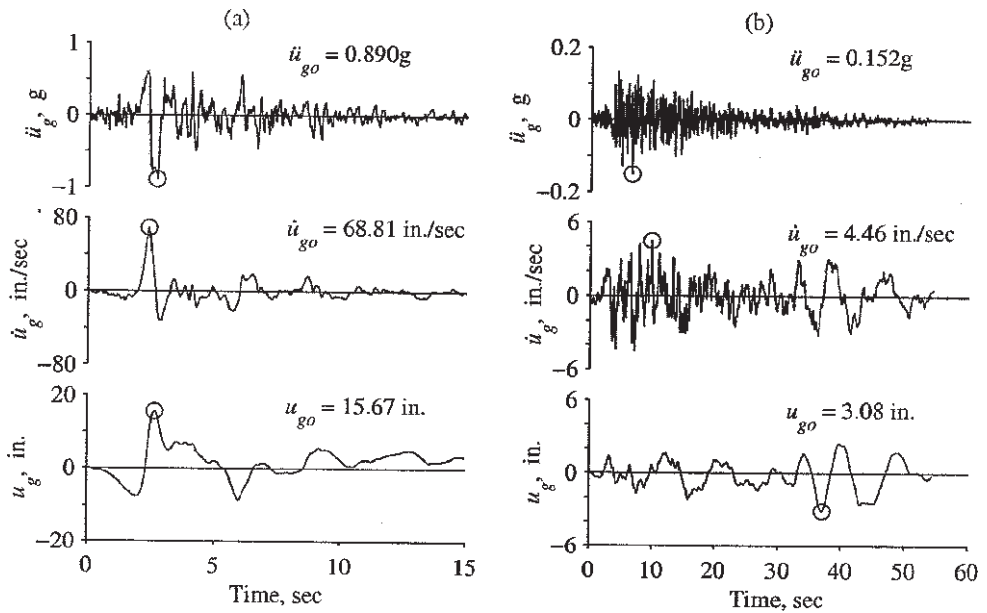 (a)
ü_go = 0.890g
1
0
−1
ü_g, g
u̇_go = 68.81 in./sec
80
0
−80
u̇_g, in./sec
u_go = 15.67 in.
20
0
−20
u_g, in.
0 5 10 15
Time, sec
(b)
ü_go = 0.152g
0.2
0
−0.2
ü_g, g
u̇_go = 4.46 in./sec
6
0
−6
u̇_g, in./sec
u_go = 3.08 in.
6
0
−6
u_g, in.
0 10 20 30 40 50 60
Time, sec